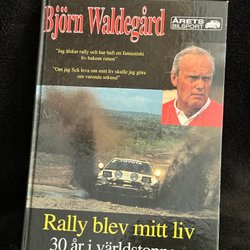 Björn Waldegård
ÅRETS
BILSPORT
"Jag älskar rally och har haft ett fantastiskt
liv bakom ratten"
"Om jag fick leva om mitt liv skulle jag göra
om varenda sekund"
Rally blev mitt liv
30 år i världstoppen